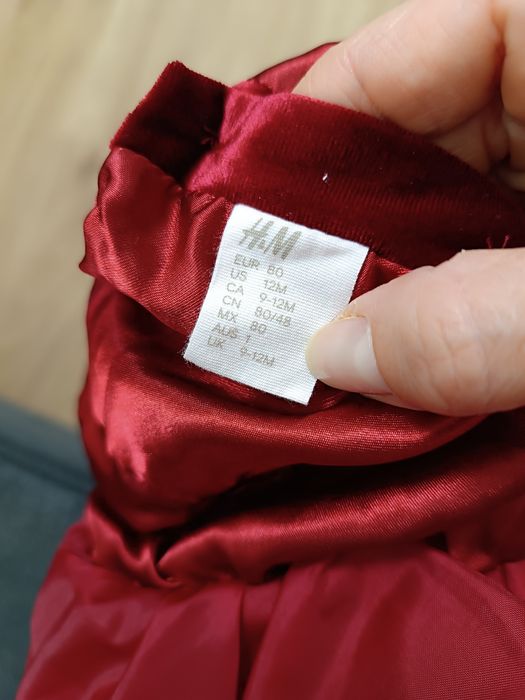 H&M
EUR 80
US 12M
CA 9-12M
CN 80/48
MX 80
AUS 1
UK 9-12M